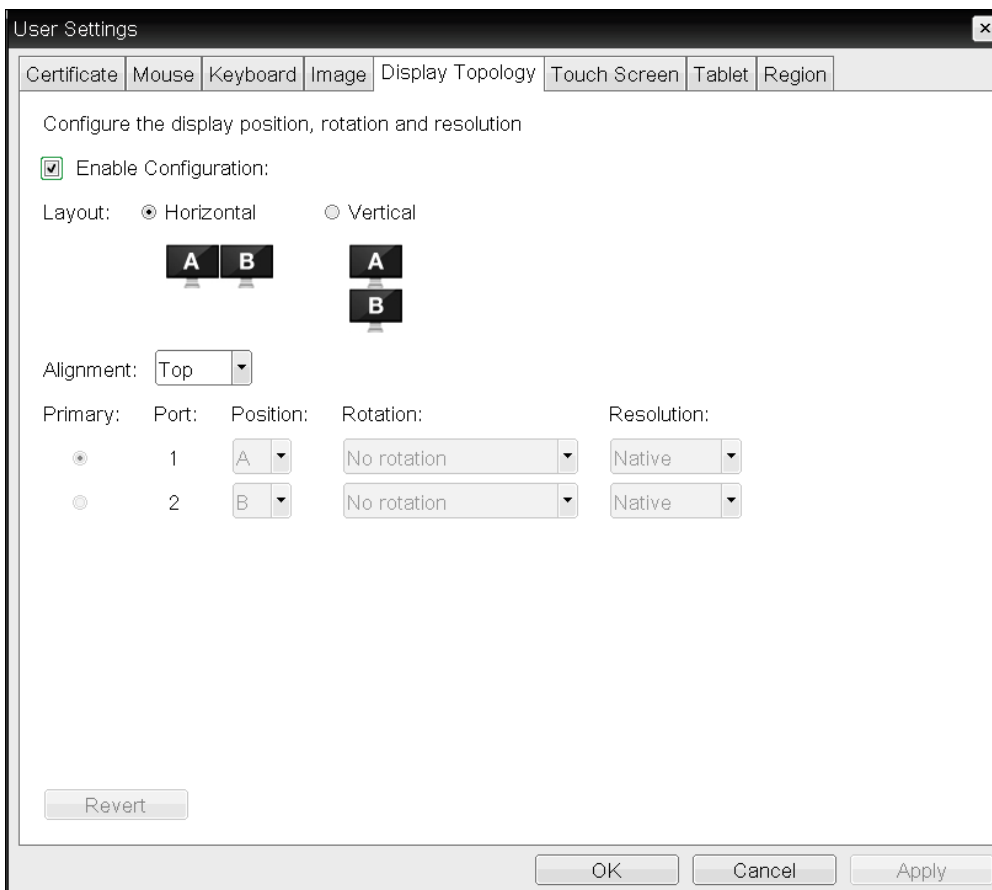 User Settings
Certificate Mouse Keyboard Image Display Topology Touch Screen Tablet Region
Configure the display position, rotation and resolution
Enable Configuration:
Layout: Horizontal Vertical
A B A
B
Alignment: Top
Primary: Port: Position: Rotation: Resolution:
1 A No rotation Native
2 B No rotation Native
Revert
OK Cancel Apply